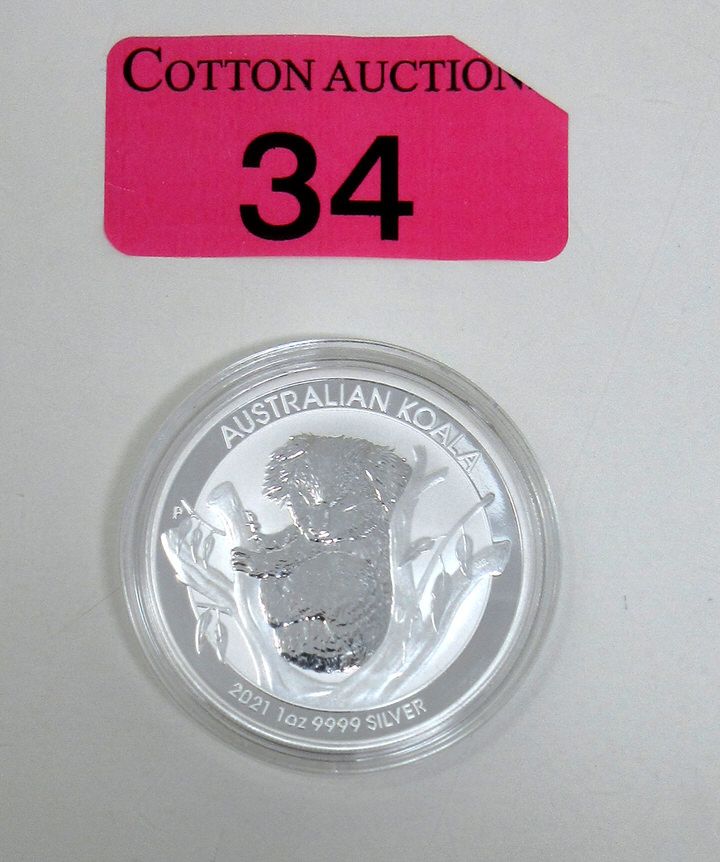 COTTON AUCTION
34
AUSTRALIAN KOALA
P
2021 1oz 9999 SILVER